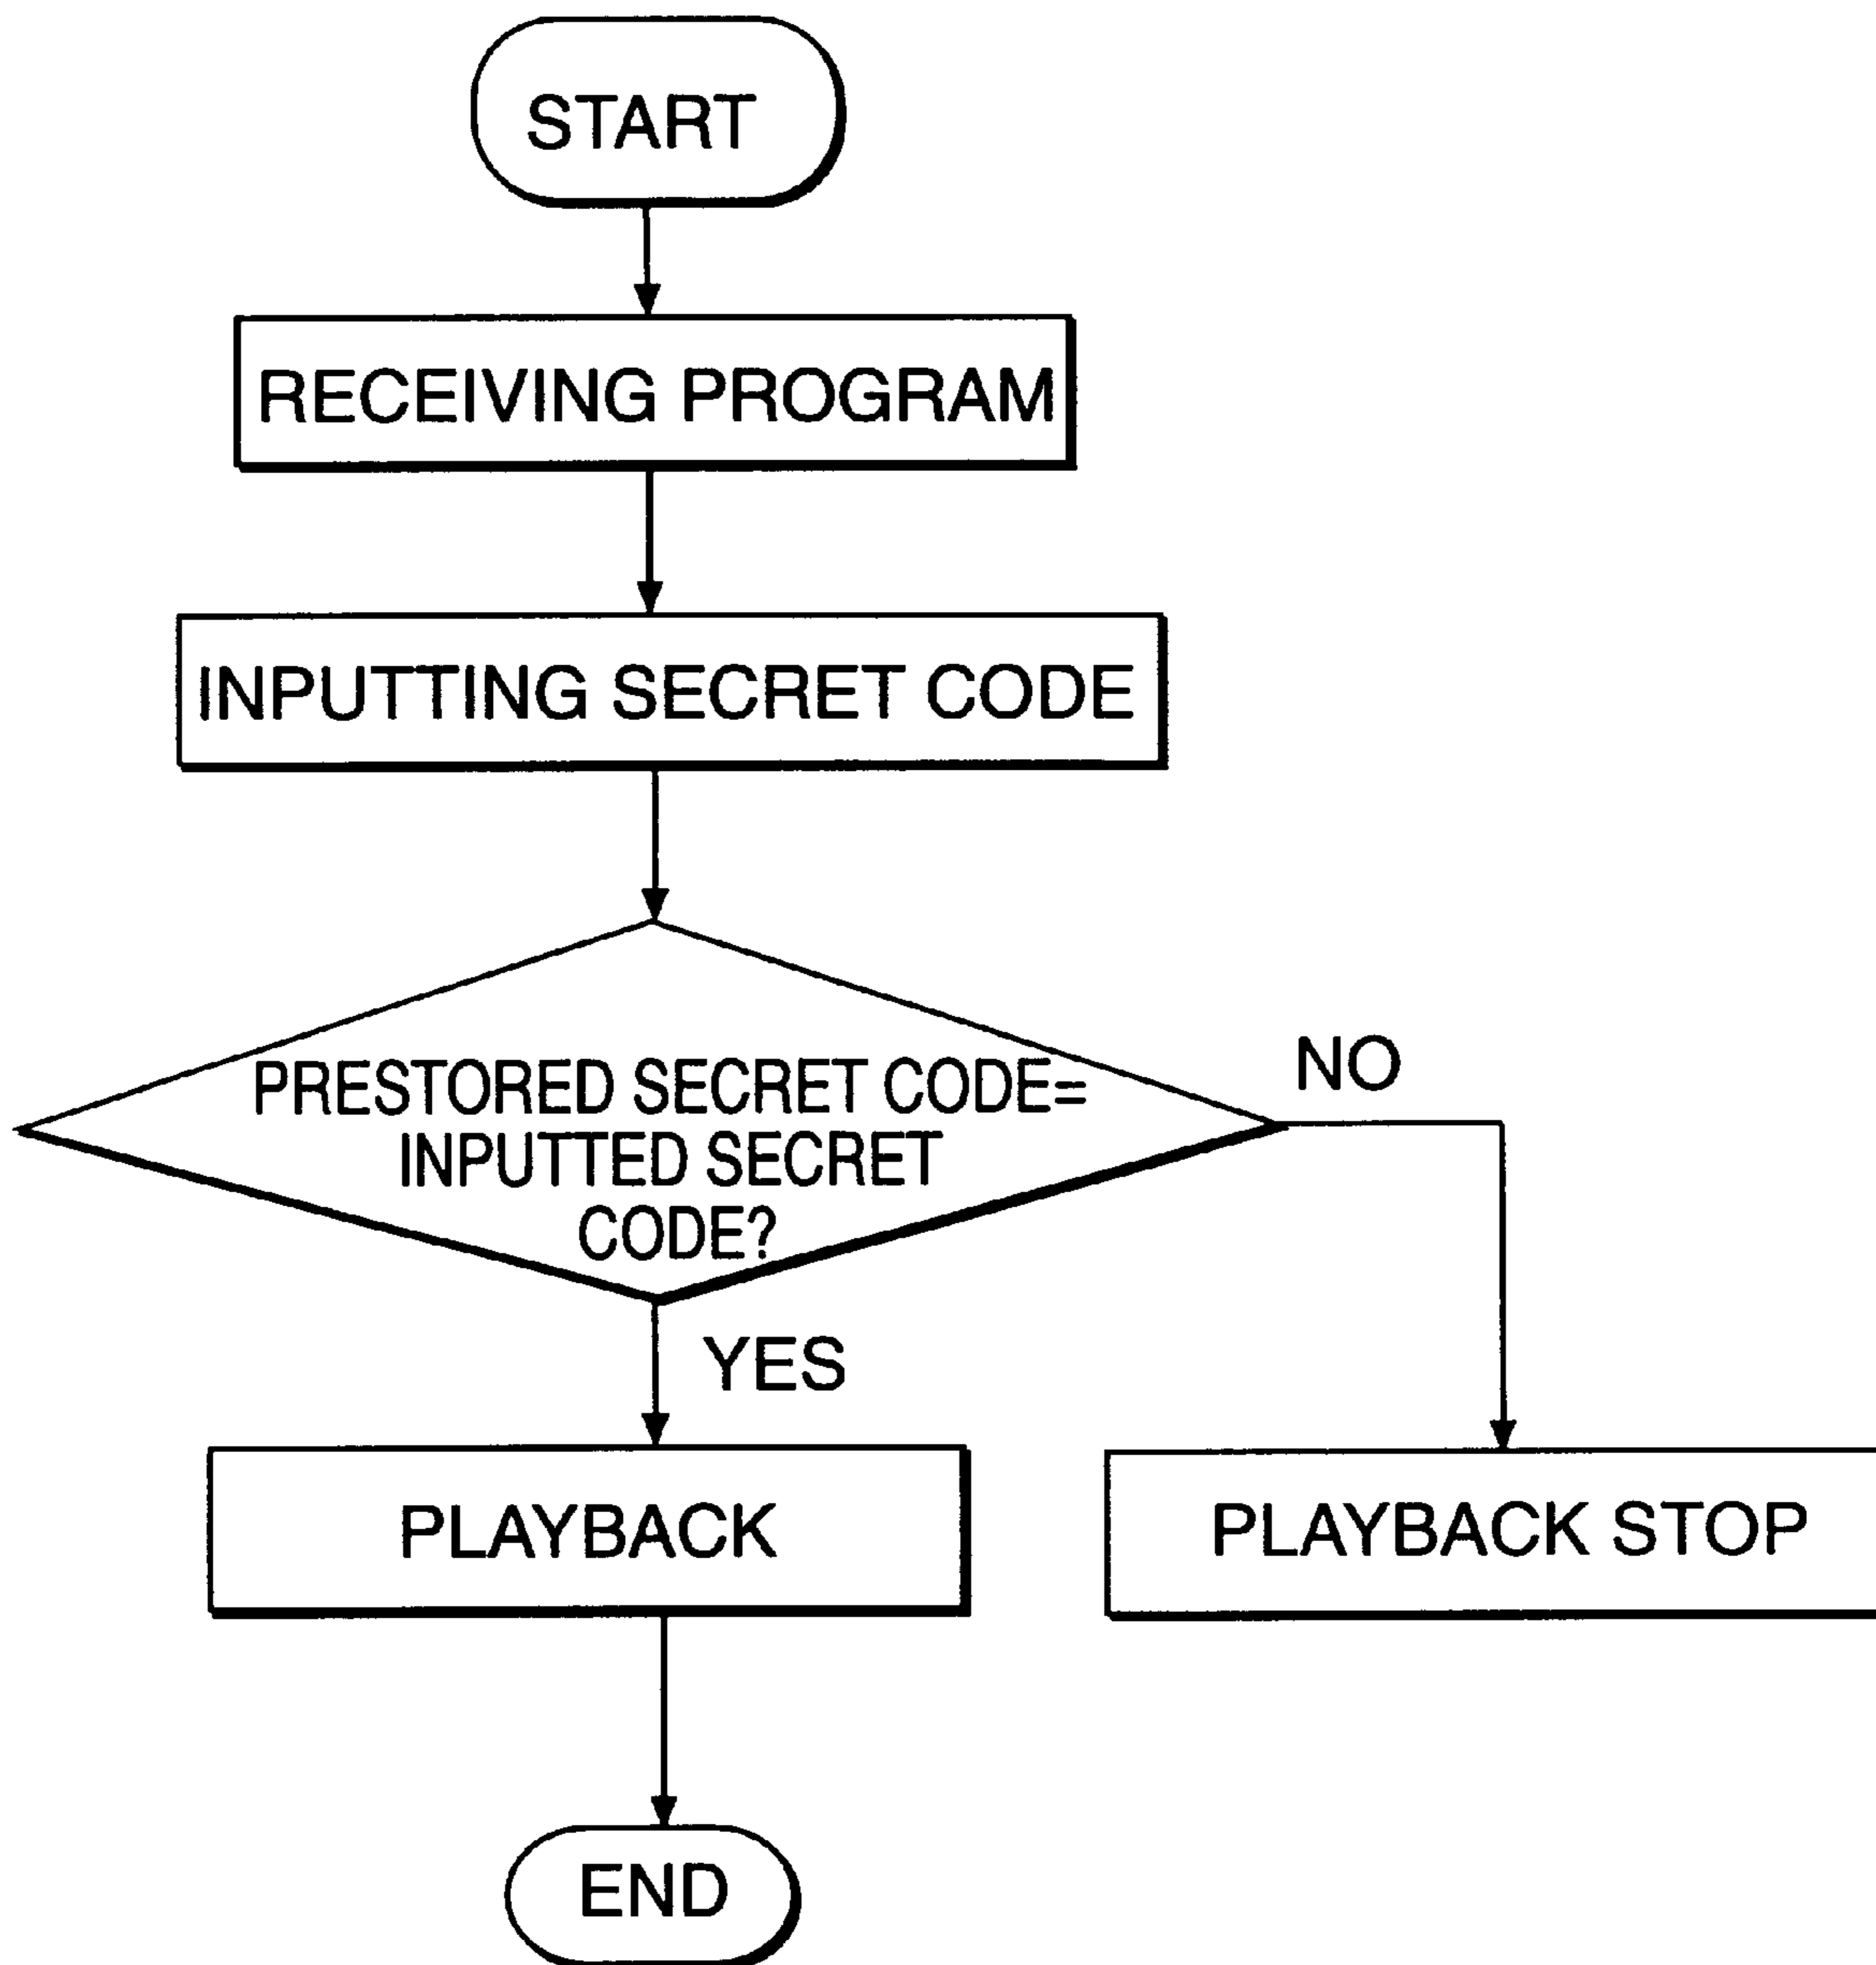 START
RECEIVING PROGRAM
INPUTTING SECRET CODE
PRESTORED SECRET CODE=
INPUTTED SECRET
CODE?
NO
YES
PLAYBACK
PLAYBACK STOP
END